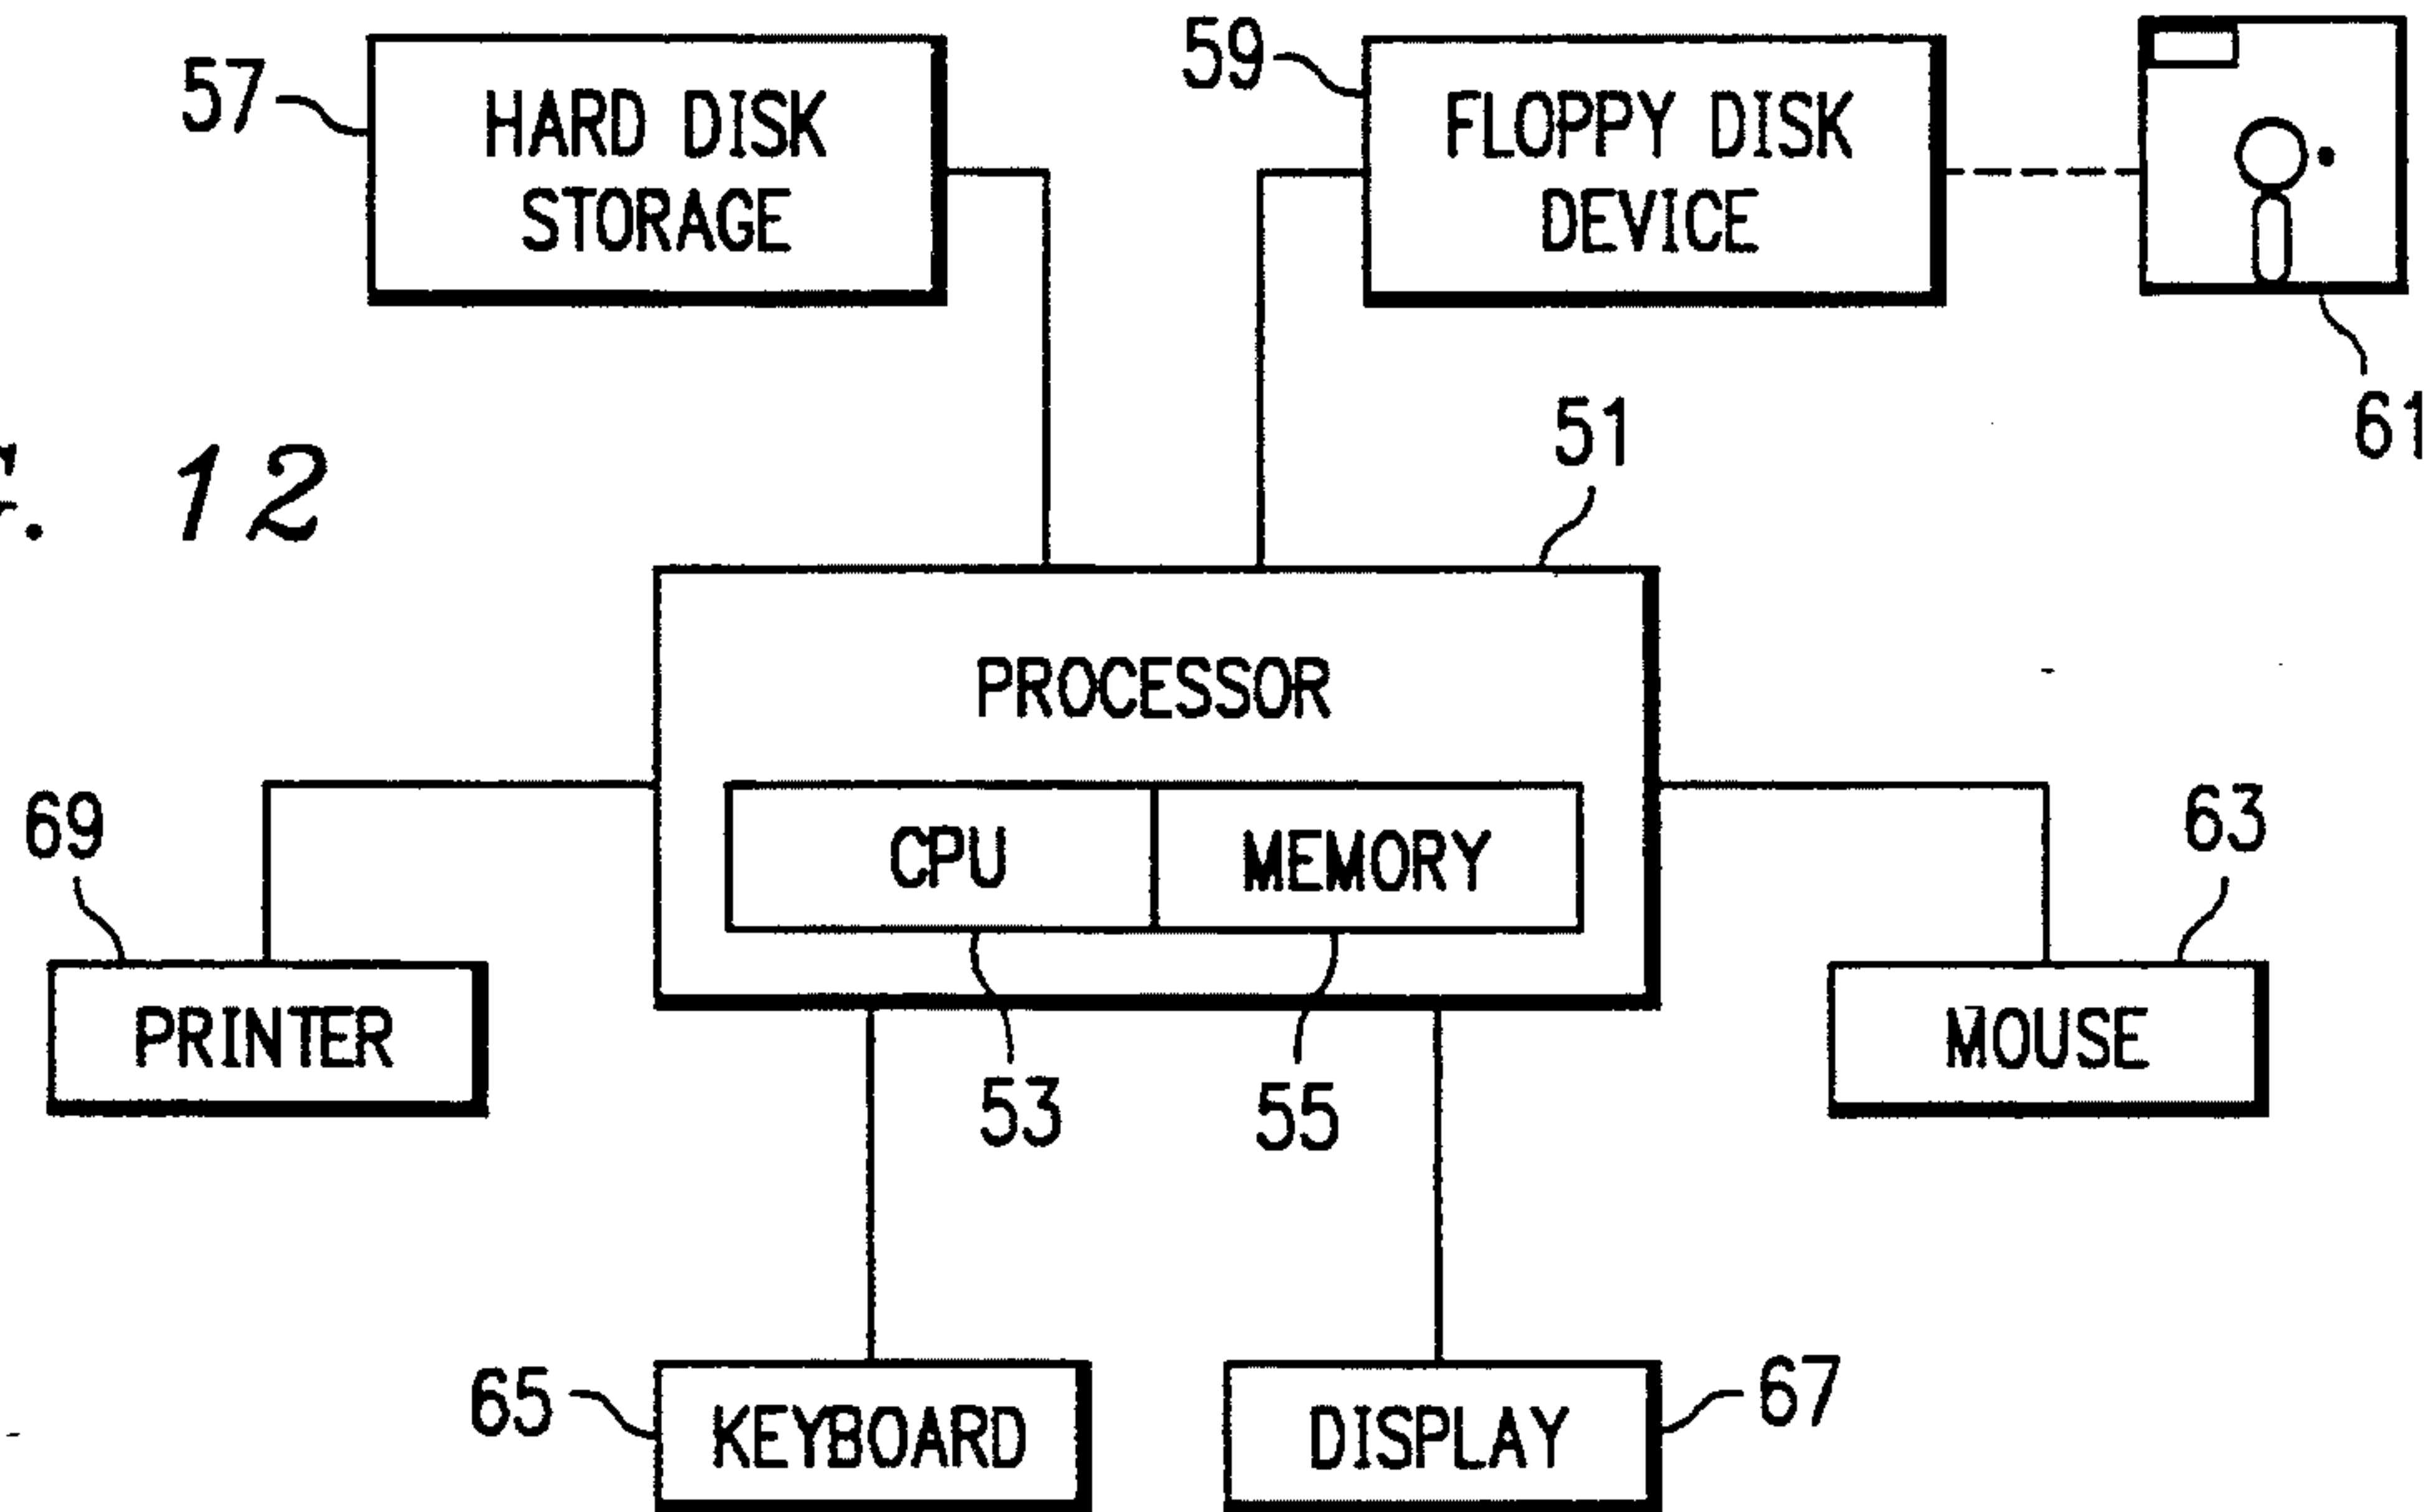 57
HARD DISK
STORAGE
59
FLOPPY DISK
DEVICE
61
51
12
PROCESSOR
CPU
MEMORY
69
PRINTER
53
55
63
MOUSE
65
KEYBOARD
DISPLAY
67